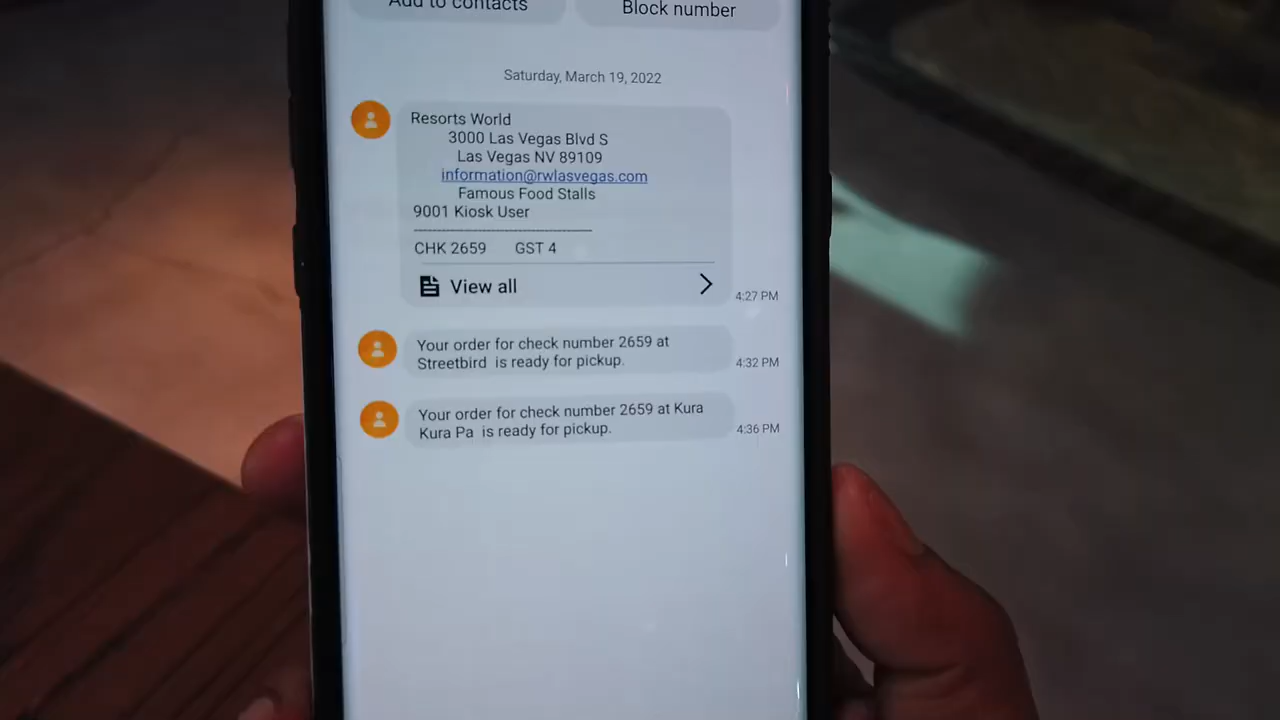 Add to contacts
Block number
Saturday, March 19, 2022
Resorts World
3000 Las Vegas Blvd S
Las Vegas NV 89109
information@rwlasvegas.com
Famous Food Stalls
9001 Kiosk User
CHK 2659 GST 4
View all
4:27 PM
Your order for check number 2659 at
Streetbird is ready for pickup.
4:32 PM
Your order for check number 2659 at Kura
Kura Pa is ready for pickup.
4:36 PM